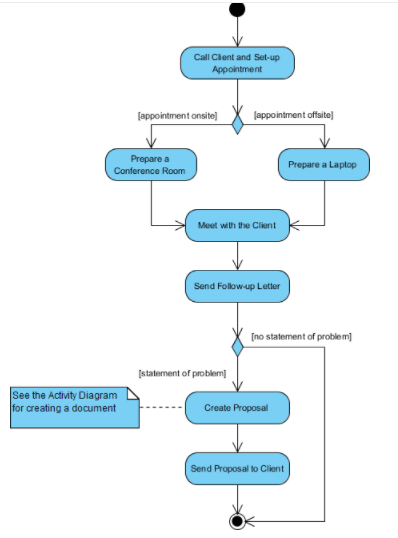 Call Client and Set-up
Appointment
[appointment onsite]
[appointment offsite]
Prepare a
Conference Room
Prepare a Laptop
Meet with the Client
Send Follow-up Letter
[no statement of problem]
[statement of problem]
See the Activity Diagram
for creating a document
Create Proposal
Send Proposal to Client